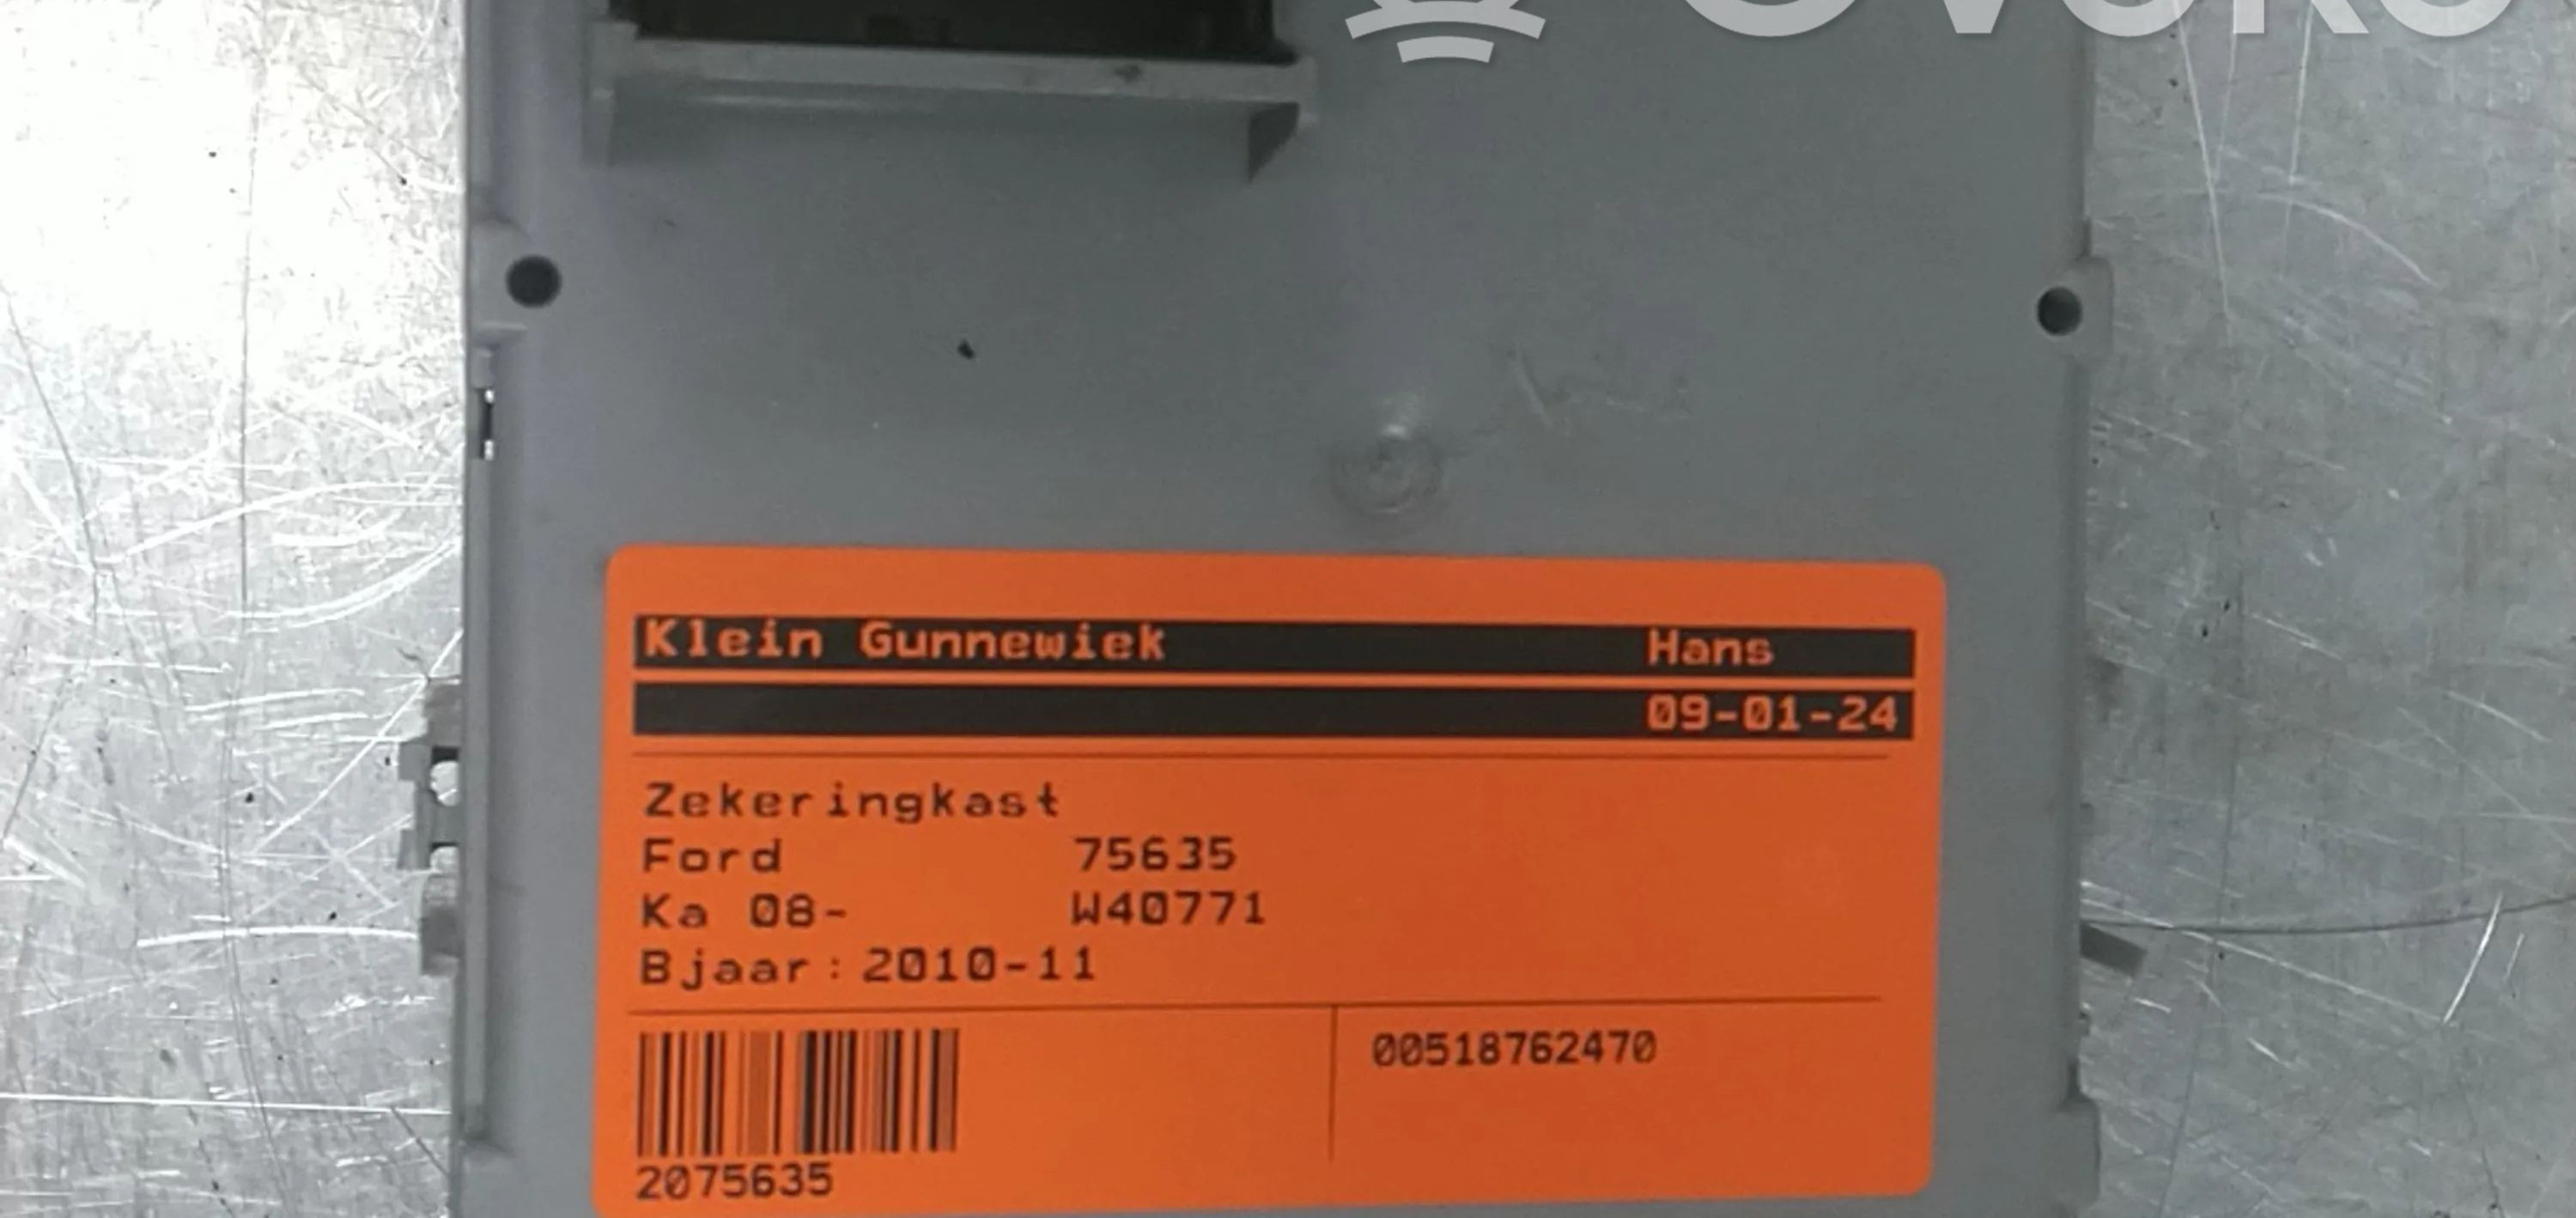 Klein Gunnewiek Hans
09-01-24
Zekeringkast
Ford 75635
Ka 08- W40771
Bjaar:2010-11
00518762470
2075635